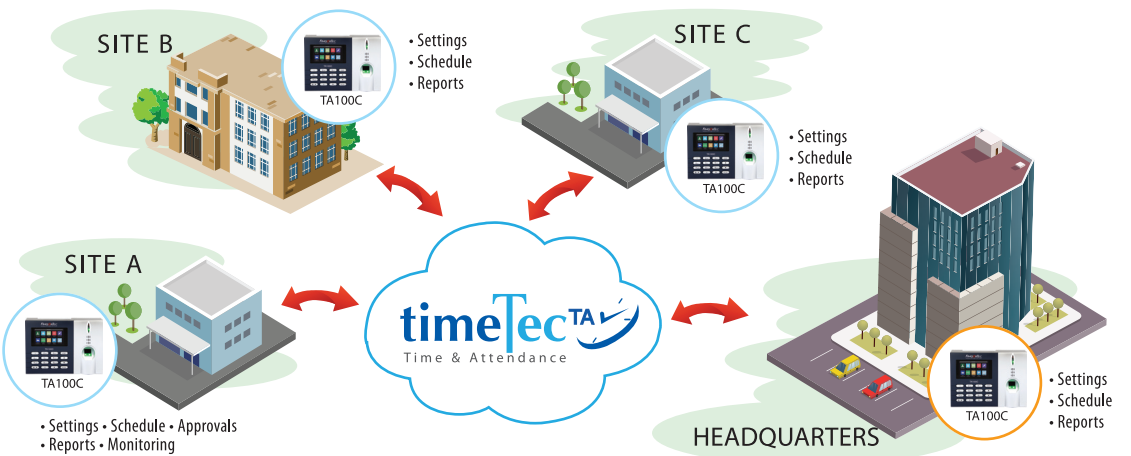 SITE B
TA100C
• Settings
• Schedule
• Reports
SITE C
TA100C
• Settings
• Schedule
• Reports
SITE A
TA100C
• Settings • Schedule • Approvals
• Reports • Monitoring
timeTec TA
Time & Attendance
HEADQUARTERS
TA100C
• Settings
• Schedule
• Reports